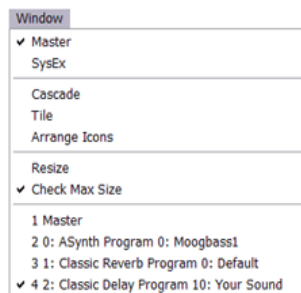 Window
Master
SysEx
Cascade
Tile
Arrange Icons
Resize
Check Max Size
1 Master
2 0: ASynth Program 0: Moogbass1
3 1: Classic Reverb Program 0: Default
4 2: Classic Delay Program 10: Your Sound